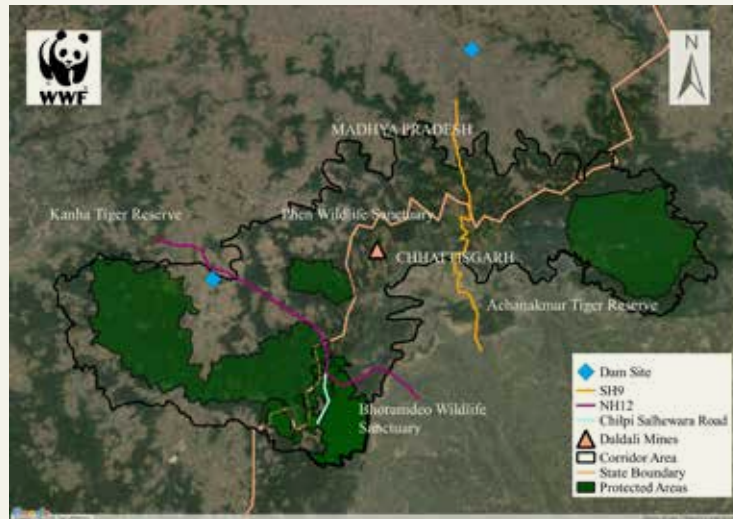 WWF
N
MADHYA PRADESH
Kanha Tiger Reserve
Phen Wildlife Sanctuary
CHHATTISGARH
Achanakmar Tiger Reserve
Bhoramdeo Wildlife
Sanctuary
Dam Site
SH9
NH12
Chilpi Salhewara Road
Daldali Mines
Corridor Area
State Boundary
Protected Areas
Google